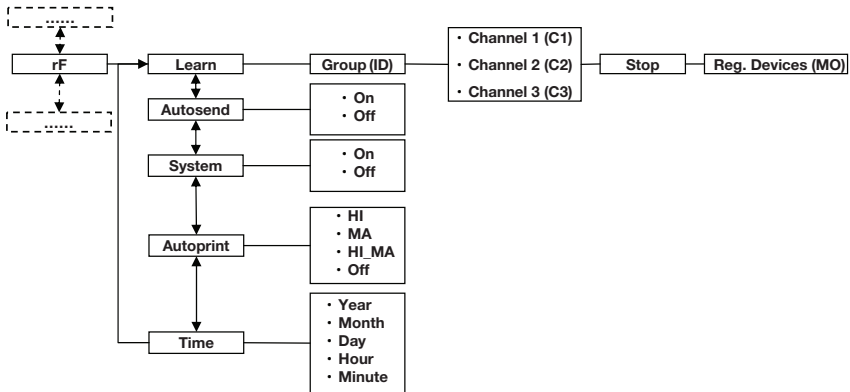 ......
rF
......
Learn
Group (ID)
· Channel 1 (C1)
· Channel 2 (C2)
· Channel 3 (C3)
Stop
Reg. Devices (MO)
Autosend
· On
· Off
System
· On
· Off
Autoprint
· HI
· MA
· HI_MA
· Off
Time
· Year
· Month
· Day
· Hour
· Minute